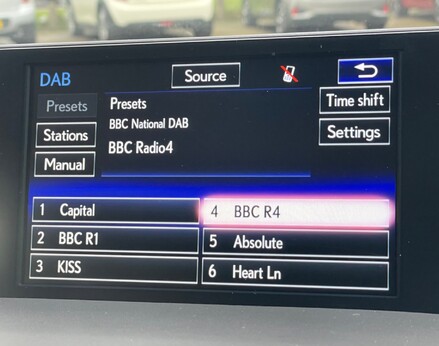 DAB
Source
Presets
Stations
Manual
Presets
BBC National DAB
BBC Radio4
Time shift
Settings
1 Capital
2 BBC R1
3 KISS
4 BBC R4
5 Absolute
6 Heart Ln